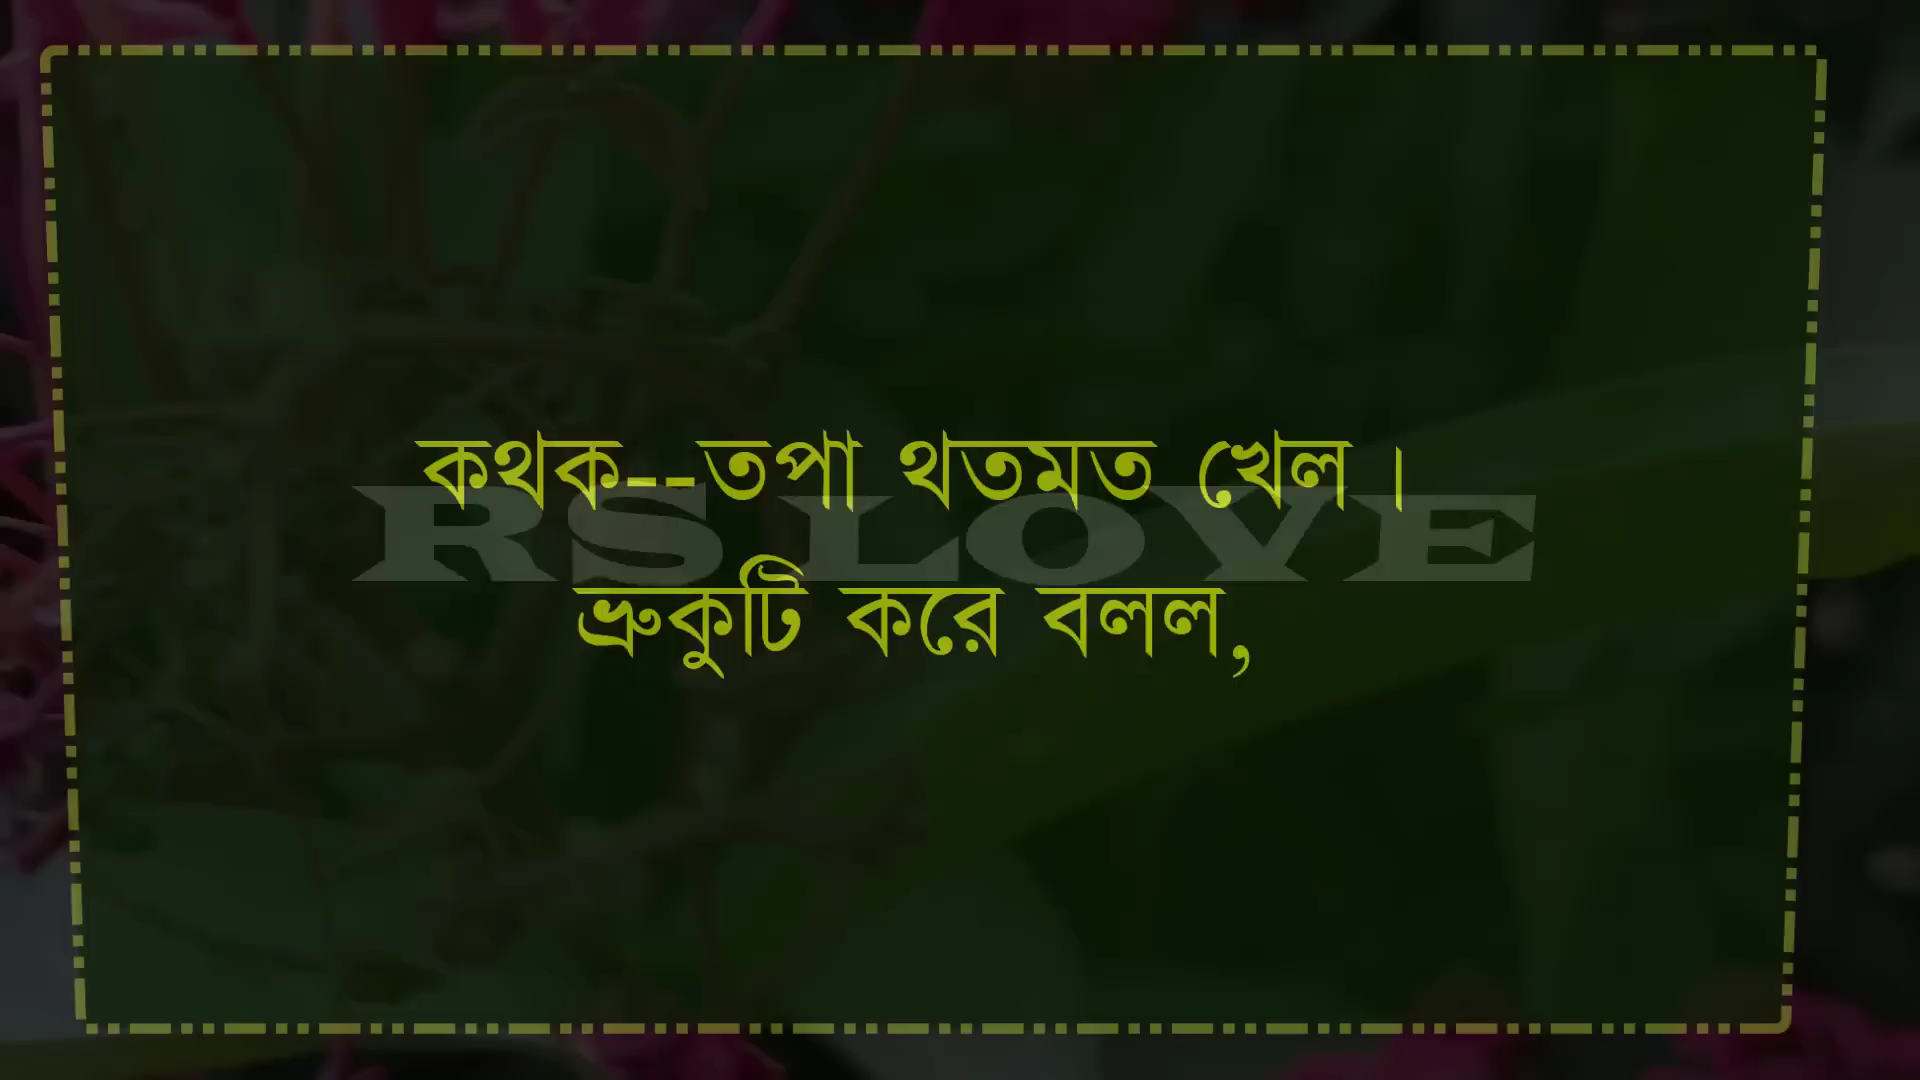 কথক--তপা থতমত খেল।
RS LOVE
ভ্রুকুটি করে বলল,